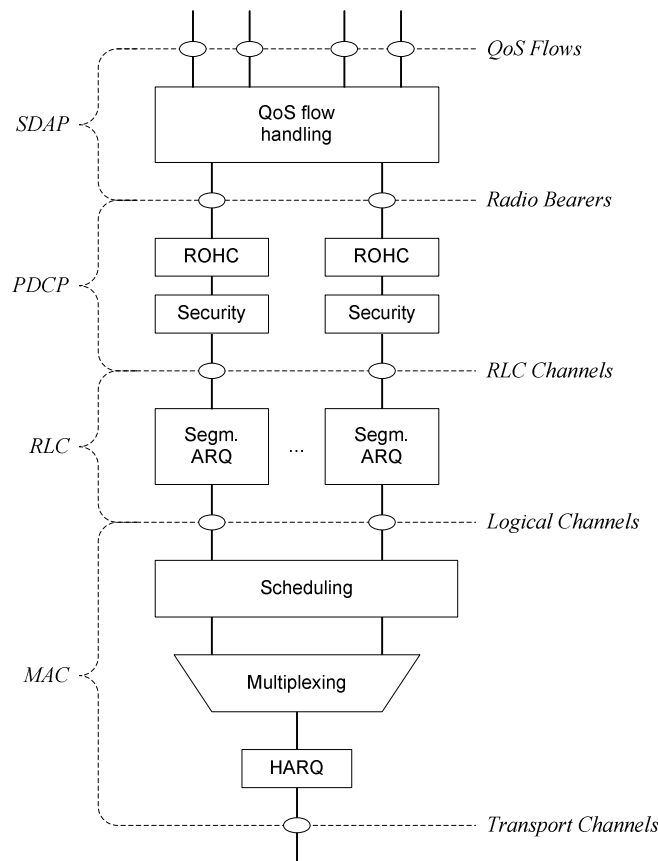 QoS Flows
QoS flow
handling
SDAP
Radio Bearers
ROHC
ROHC
PDCP
Security
Security
RLC Channels
Segm.
ARQ
...
Segm.
ARQ
RLC
Logical Channels
Scheduling
MAC
Multiplexing
HARQ
Transport Channels